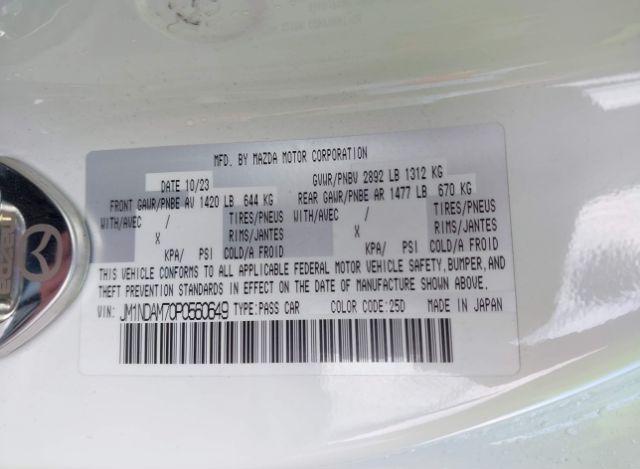 MFD. BY MAZDA MOTOR CORPORATION
DATE 10/23 GVWR/PNBV 2892 LB 1312 KG
FRONT GAWR/PNBE AV 1420 LB 644 KG REAR GAWR/PNBE AR 1477 LB 670 KG
WITH/AVEC / TIRES/PNEUS WITH/AVEC / TIRES/PNEUS
X RIMS/JANTES X RIMS/JANTES
KPA/ PSI COLD/A FROID KPA/ PSI COLD/A FROID
THIS VEHICLE CONFORMS TO ALL APPLICABLE FEDERAL MOTOR VEHICLE SAFETY, BUMPER, AND
THEFT PREVENTION STANDARDS IN EFFECT ON THE DATE OF MANUFACTURE SHOWN ABOVE.
VIN: JM1NDAM70P0560649 TYPE:PASS CAR COLOR CODE:25D MADE IN JAPAN